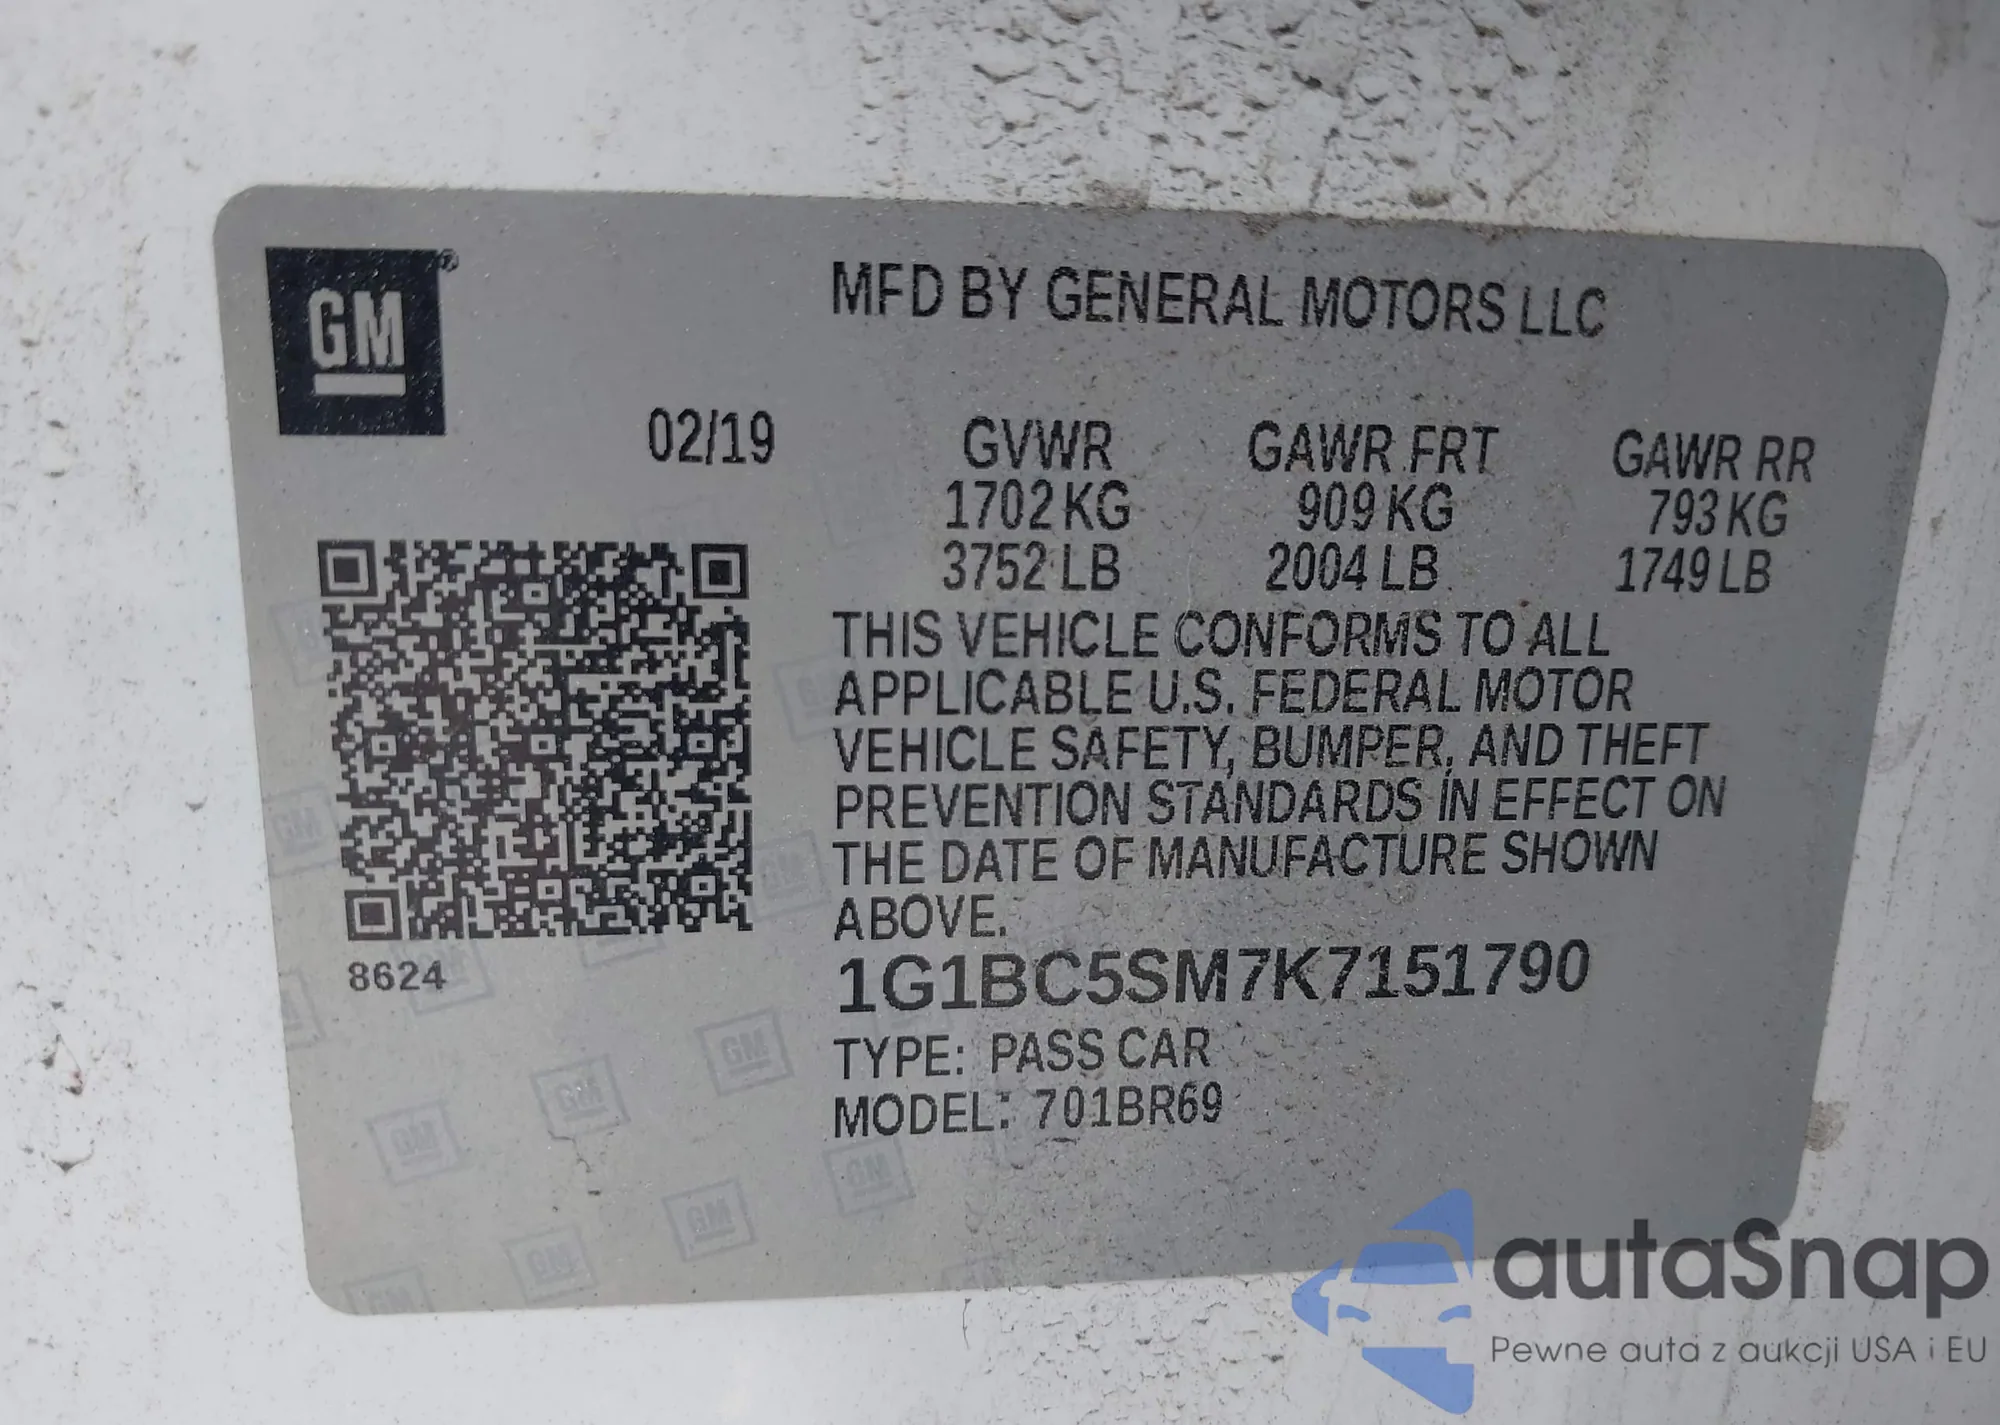 GM
MFD BY GENERAL MOTORS LLC
02/19
GVWR GAWR FRT GAWR RR
1702 KG 909 KG 793 KG
3752 LB 2004 LB 1749 LB
THIS VEHICLE CONFORMS TO ALL
APPLICABLE U.S. FEDERAL MOTOR
VEHICLE SAFETY, BUMPER, AND THEFT
PREVENTION STANDARDS IN EFFECT ON
THE DATE OF MANUFACTURE SHOWN
ABOVE.
8624
1G1BC5SM7K7151790
TYPE: PASS CAR
MODEL: 701BR69
autaSnap
Pewne auta z aukcji USA i EU